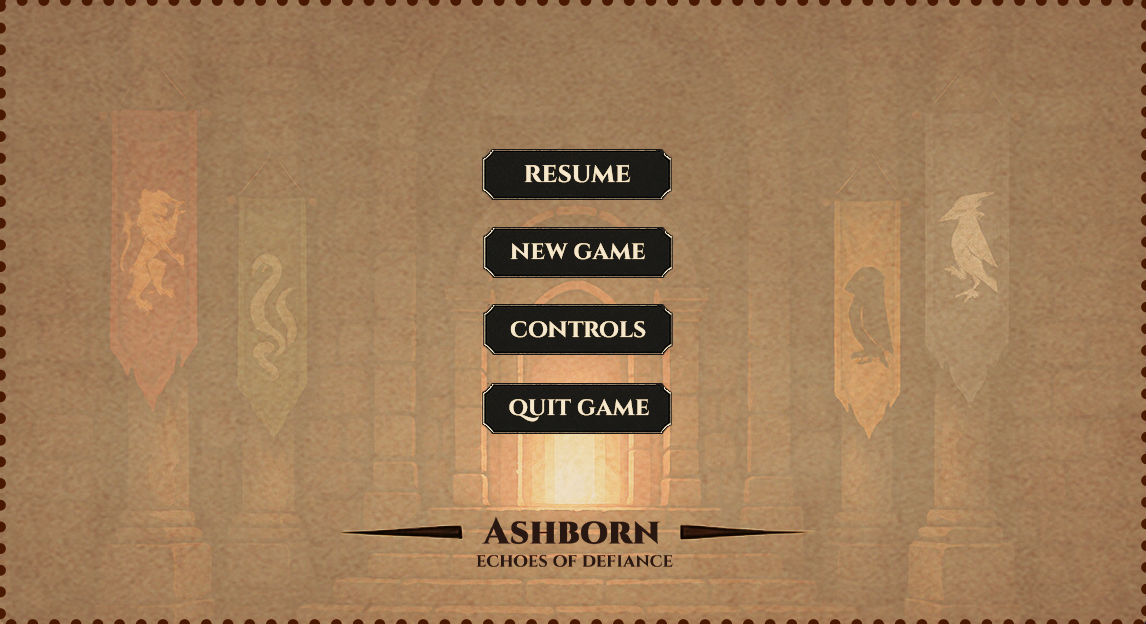 RESUME
NEW GAME
CONTROLS
QUIT GAME
ASHBORN
ECHOES OF DEFIANCE